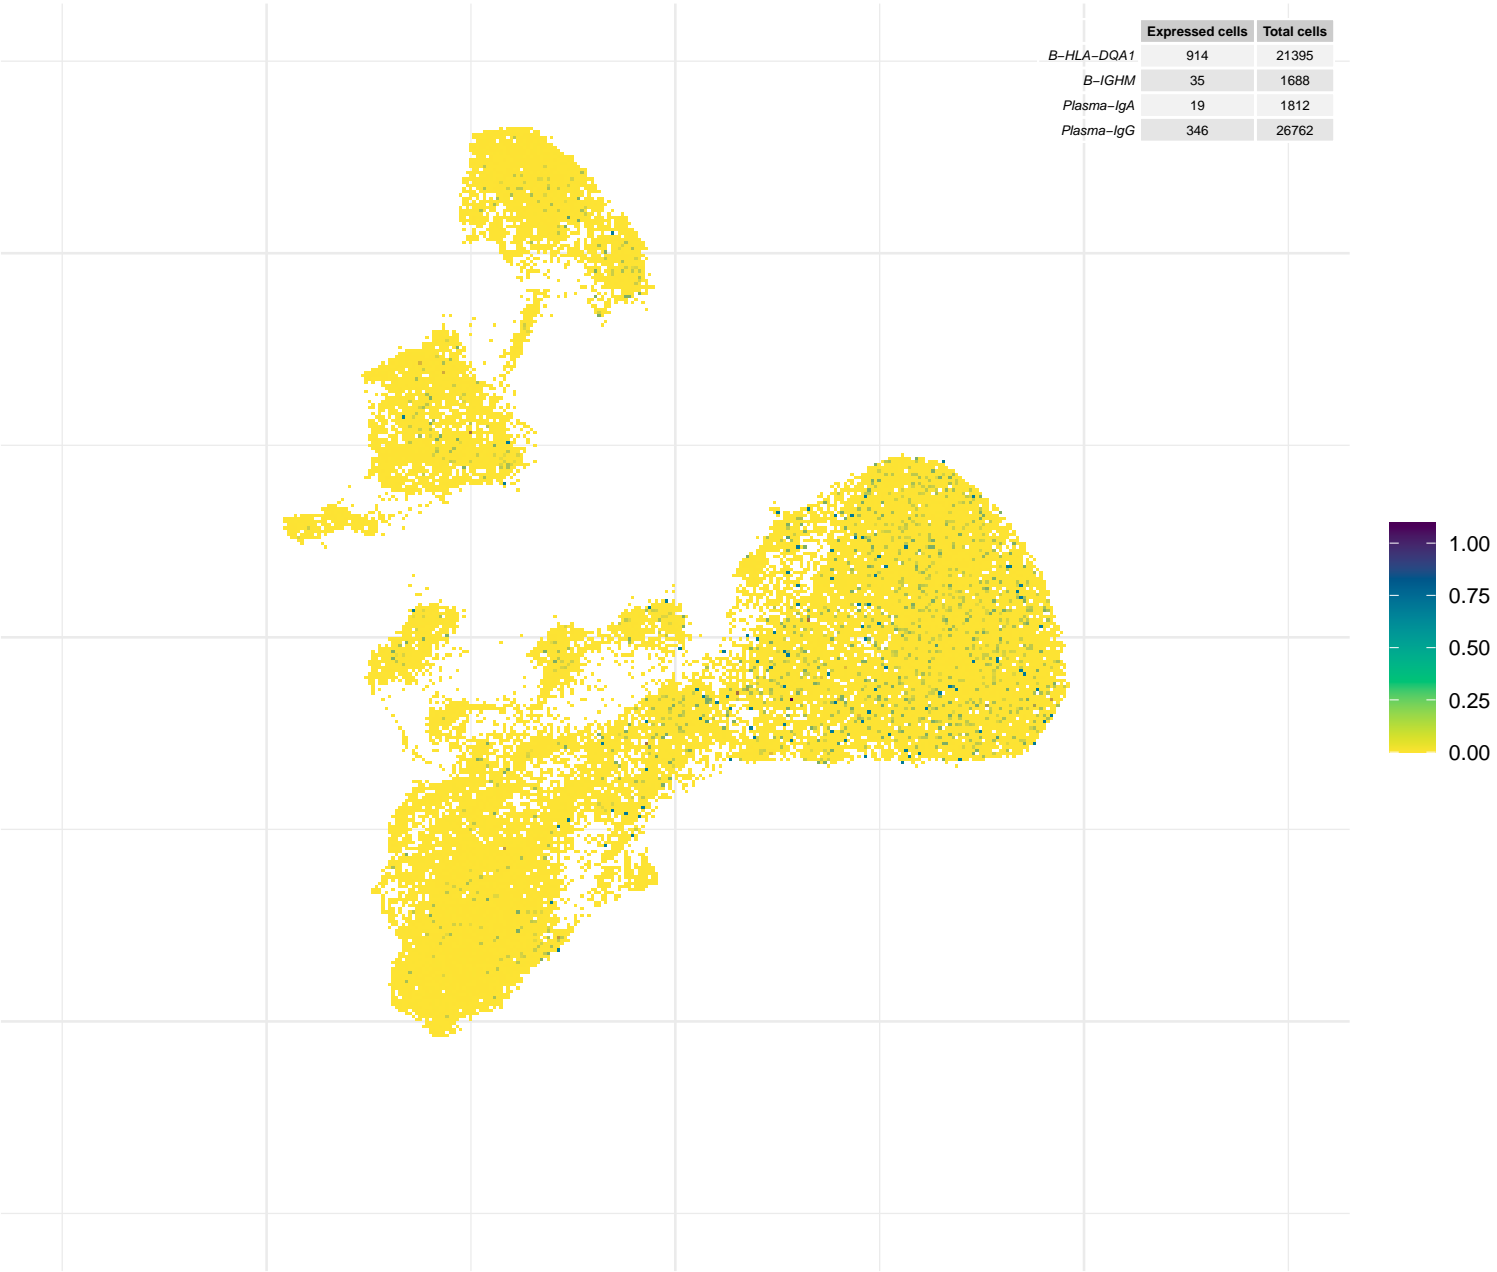 Expressed cells Total cells
B−HLA−DQA1 914 21395
B−IGHM 35 1688
Plasma−IgA 19 1812
Plasma−IgG 346 26762
1.00
0.75
0.50
0.25
0.00